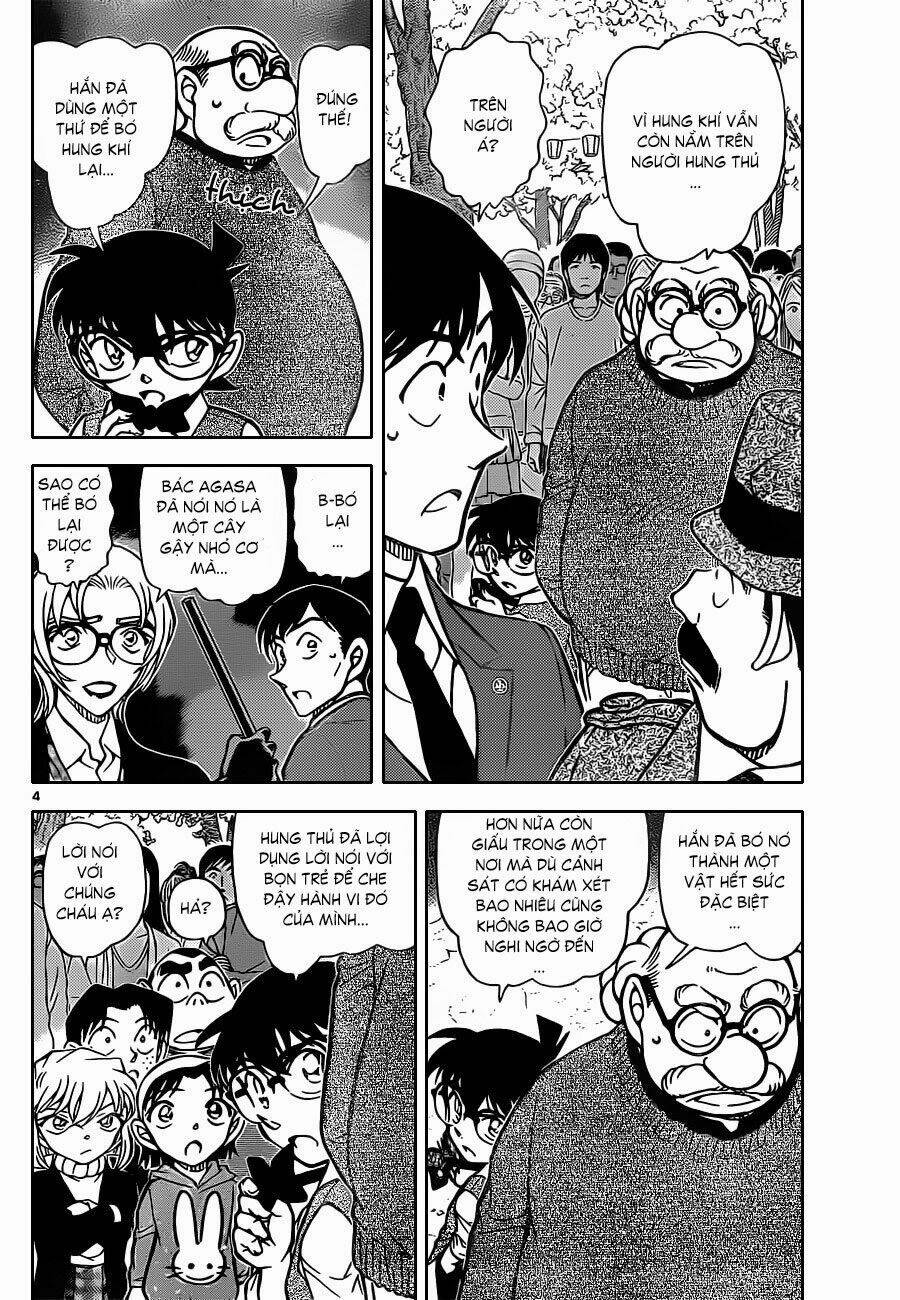 VÌ HUNG KHÍ VẪN
CÒN NẰM TRÊN
NGƯỜI HUNG THỦ
...
TRÊN
NGƯỜI
Á?
ĐÚNG
THẾ!
HẮN ĐÃ
DÙNG MỘT
THỨ ĐỂ BÓ
HUNG KHÍ
LẠI...
thịch
B-BÓ
LẠI
...
BÁC AGASA
ĐÃ NÓI NÓ LÀ
MỘT CÂY
GẬY NHỎ CƠ
MÀ...
SAO CÓ
THỂ BÓ
LẠI
ĐƯỢC
?
4
HẮN ĐÃ BÓ NÓ
THÀNH MỘT
VẬT HẾT SỨC
ĐẶC BIỆT
...
HƠN NỮA CÒN
GIẤU TRONG MỘT
NƠI MÀ DÙ CẢNH
SÁT CÓ KHÁM XÉT
BAO NHIÊU CŨNG
KHÔNG BAO GIỜ
NGHI NGỜ ĐẾN
...
HUNG THỦ ĐÃ LỢI
DỤNG LỜI NÓI VỚI
BỌN TRẺ ĐỂ CHE
ĐẬY HÀNH VI ĐÓ
CỦA MÌNH...
HẢ?
LỜI NÓI
VỚI
CHÚNG
CHÁU Ạ?